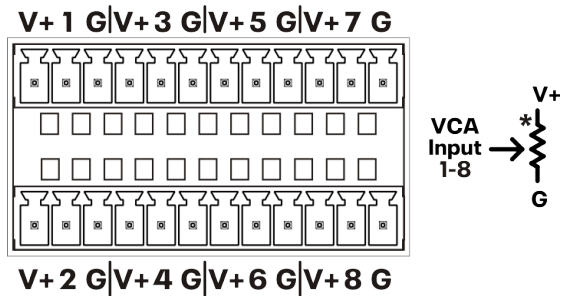 V+ 1 G|V+ 3 G|V+ 5 G|V+ 7 G
VCA
Input
1-8
V+
*
G
V+ 2 G|V+ 4 G|V+ 6 G|V+ 8 G